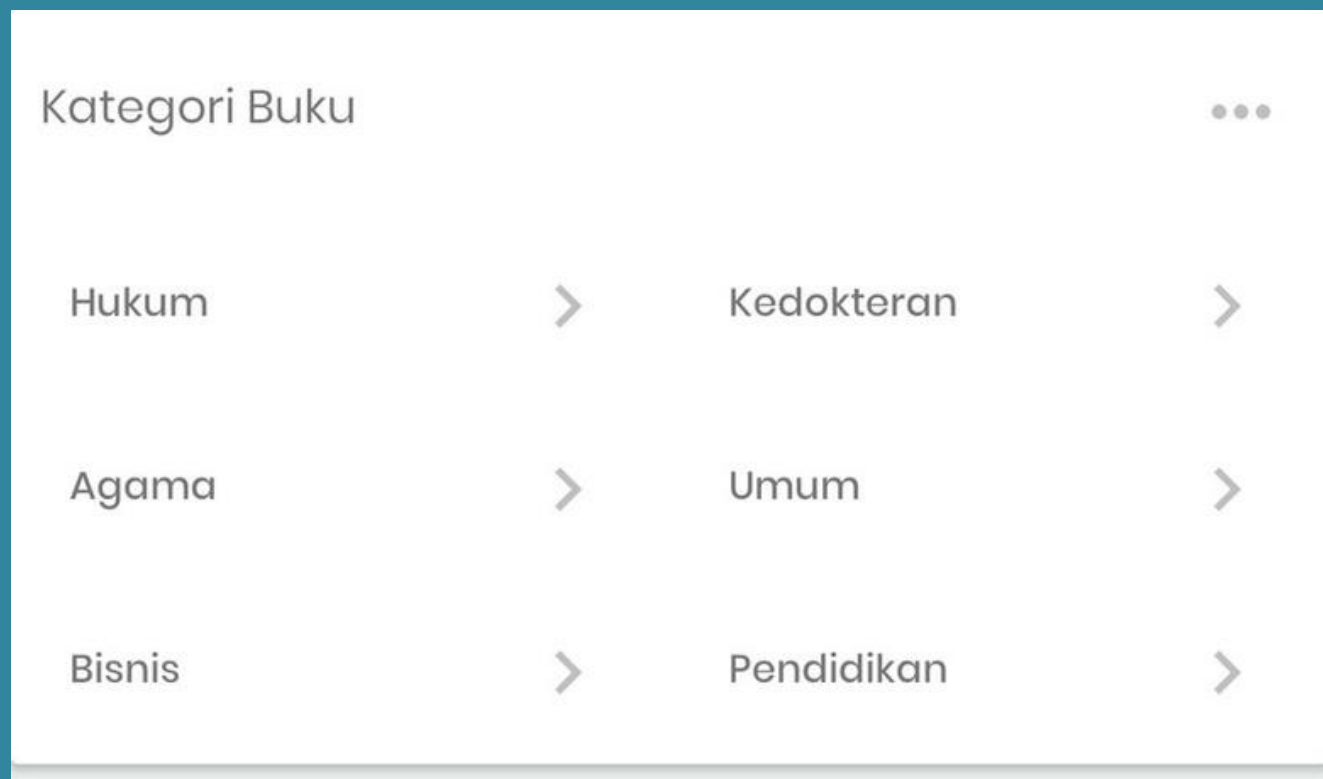 Kategori Buku
Hukum
Kedokteran
Agama
Umum
Bisnis
Pendidikan